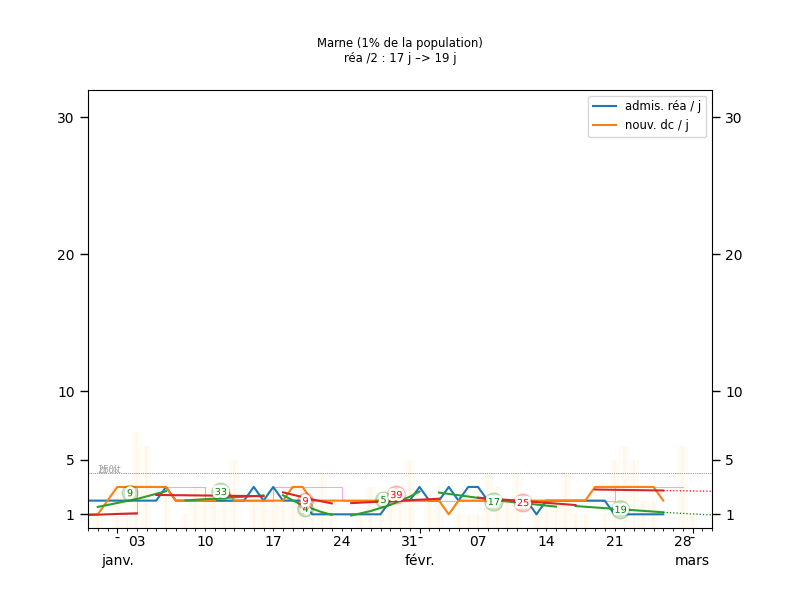 Marne (1% de la population)
réa /2 : 17 j –> 19 j
admis. réa / j
nouv. dc / j
30 30
20 20
10 10
5 5
1 1
9 33 9 4 5 39 17 25 19
- 03 10 17 24 31 - 07 14 21 28 -
janv. févr. mars